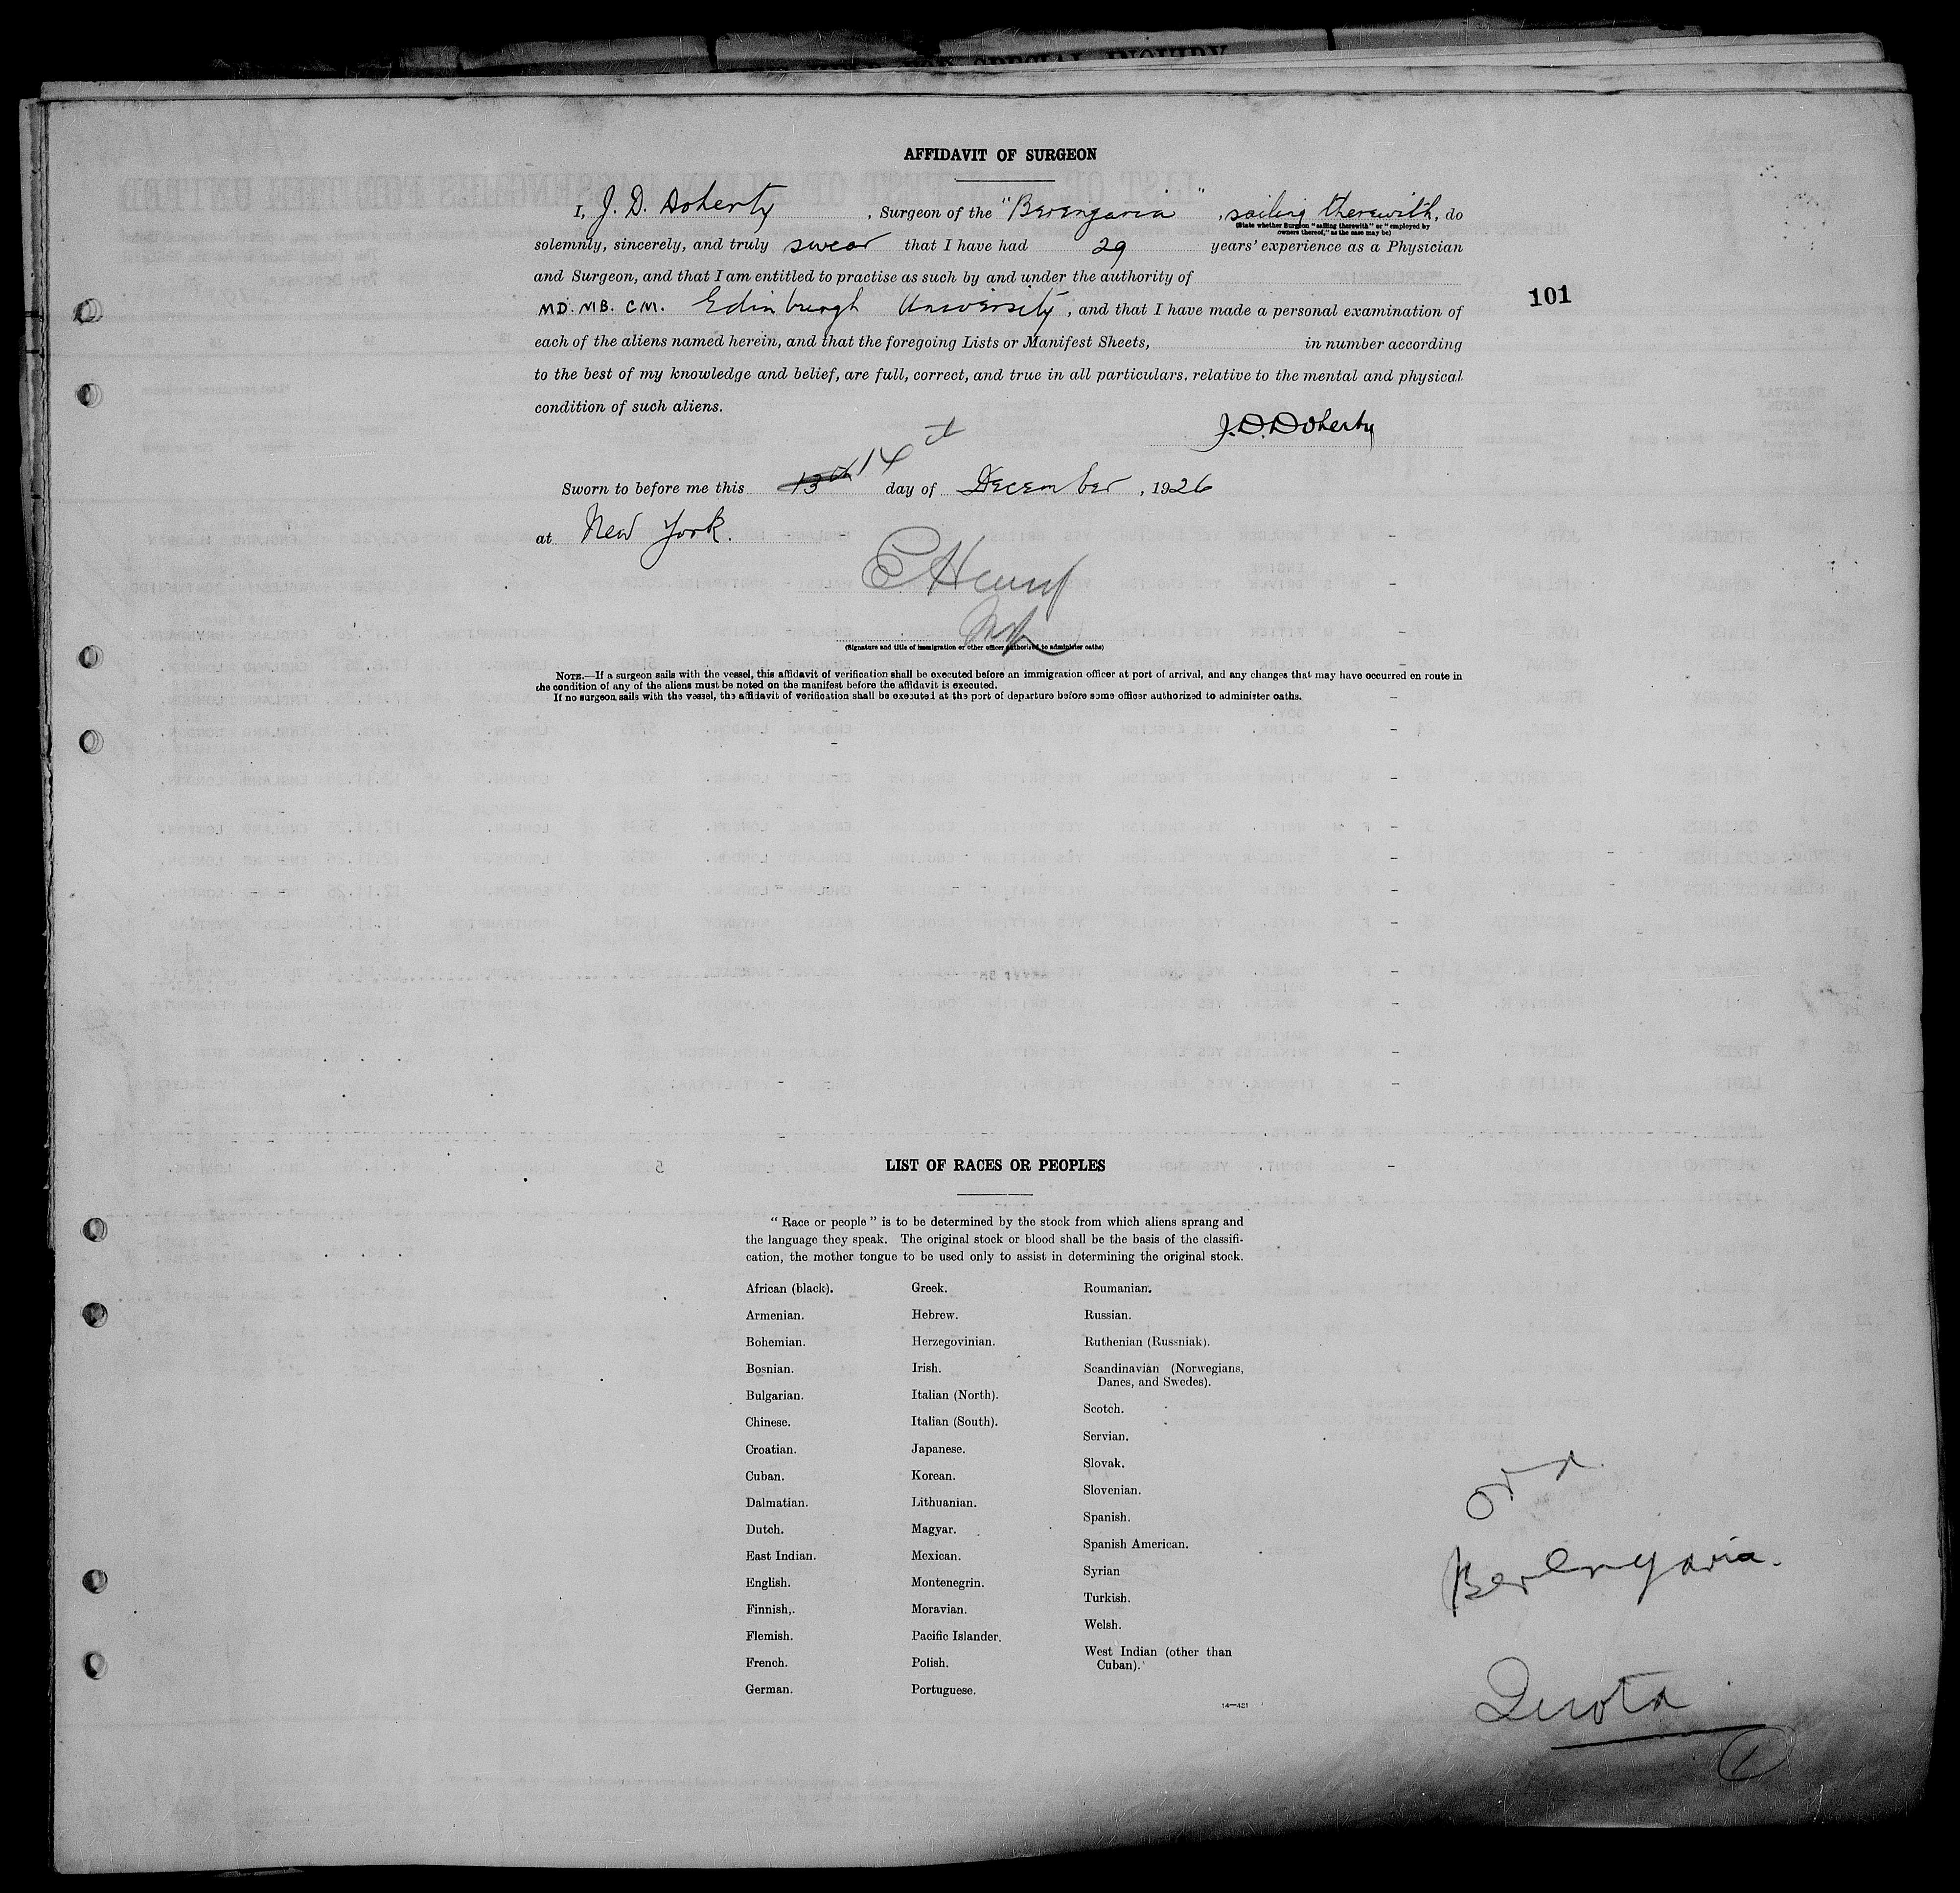 AFFIDAVIT OF SURGEON
I, J. D. Doherty , Surgeon of the "Berengaria" , sailing therewith, do
(State whether Surgeon "sailing therewith" or "employed by
owners thereof," as the case may be)
solemnly, sincerely, and truly swear that I have had 29 years' experience as a Physician
and Surgeon, and that I am entitled to practise as such by and under the authority of
MD. MB. CM. Edinburgh University, and that I have made a personal examination of
each of the aliens named herein, and that the foregoing Lists or Manifest Sheets, in number according
to the best of my knowledge and belief, are full, correct, and true in all particulars. relative to the mental and physical
condition of such aliens.
J. D. Doherty
Sworn to before me this 13th 14th day of December, 1926
at New York.
(Signature and title of immigration or other officer authorized to administer oaths)
NOTE.—If a surgeon sails with the vessel, this affidavit of verification shall be executed before an immigration officer at port of arrival, and any changes that may have occurred en route in
the condition of any of the aliens must be noted on the manifest before the affidavit is executed.
If no surgeon sails with the vessel, the affidavit of verification shall be executed at the port of departure before some officer authorized to administer oaths.
101
LIST OF RACES OR PEOPLES
"Race or people" is to be determined by the stock from which aliens sprang and
the language they speak. The original stock or blood shall be the basis of the classifi-
cation, the mother tongue to be used only to assist in determining the original stock.
African (black).
Armenian.
Bohemian.
Bosnian.
Bulgarian.
Chinese.
Croatian.
Cuban.
Dalmatian.
Dutch.
East Indian.
English.
Finnish,.
Flemish.
French.
German.
Greek.
Hebrew.
Herzegovinian.
Irish.
Italian (North).
Italian (South).
Japanese.
Korean.
Lithuanian.
Magyar.
Mexican.
Montenegrin.
Moravian.
Pacific Islander.
Polish.
Portuguese.
Roumanian.
Russian.
Ruthenian (Russniak).
Scandinavian (Norwegians,
Danes, and Swedes).
Scotch.
Servian.
Slovak.
Slovenian.
Spanish.
Spanish American.
Syrian
Turkish.
Welsh.
West Indian (other than
Cuban).
14—421
Berengaria.
Quota
1